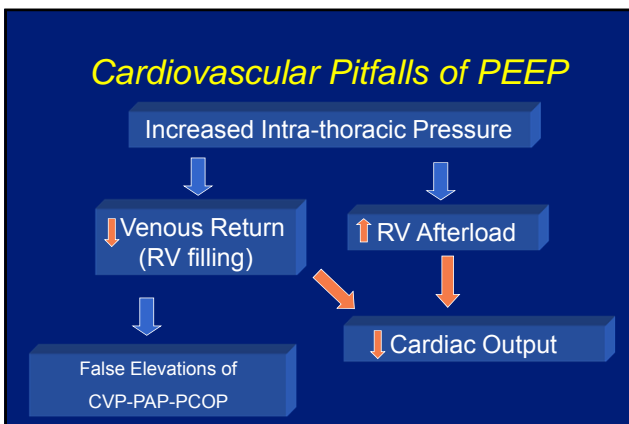 Cardiovascular Pitfalls of PEEP
Increased Intra-thoracic Pressure
Venous Return
(RV filling)
RV Afterload
Cardiac Output
False Elevations of
CVP-PAP-PCOP